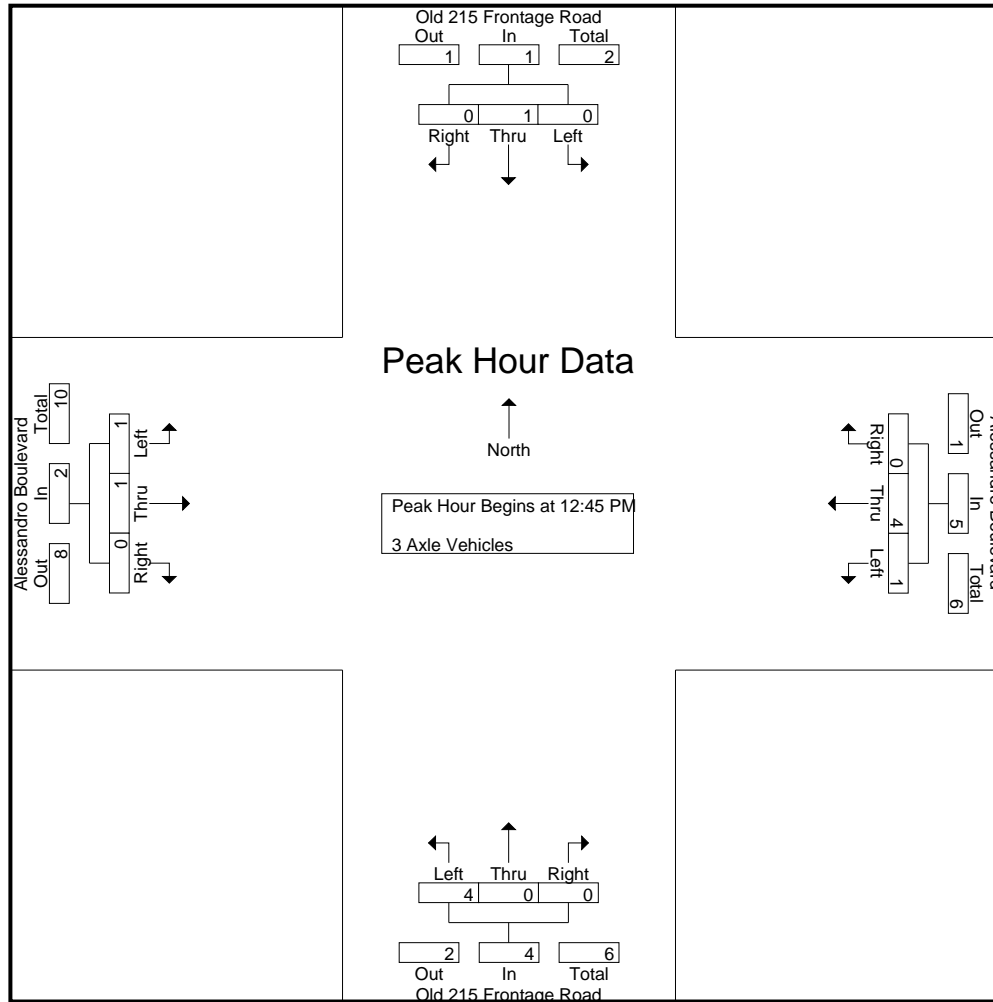 Old 215 Frontage Road
Out In Total
1 1 2
0 1 0
Right Thru Left
Peak Hour Data
North
Peak Hour Begins at 12:45 PM
3 Axle Vehicles
Alessandro Boulevard
Total In Out
10 2 8
1 1 0
Left Thru Right
Out In Total
1 5 6
0 4 1
Right Thru Left
Left Thru Right
4 0 0
2 4 6
Out In Total
Old 215 Frontage Road